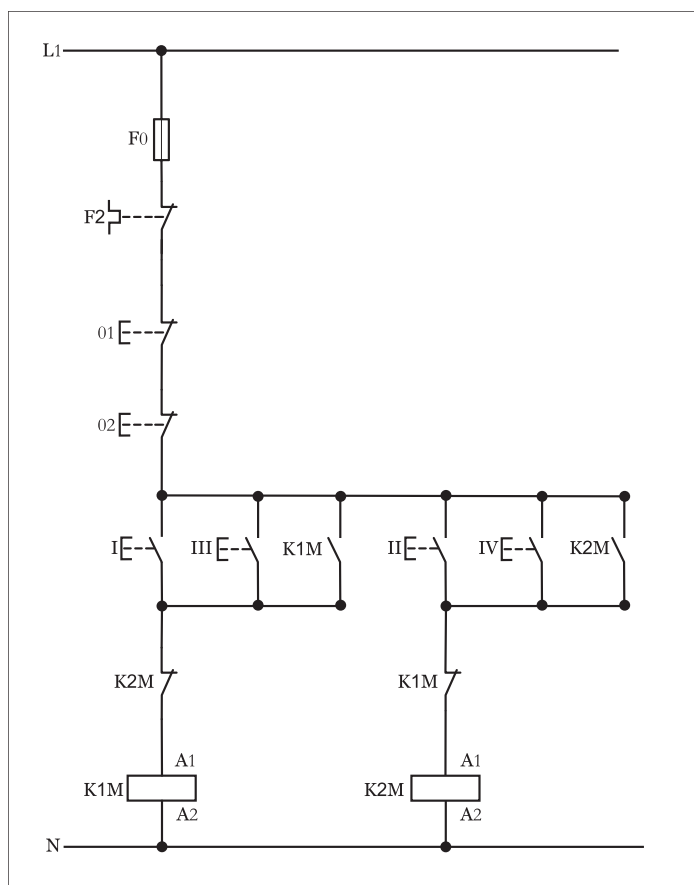 L1
F0
F2
01
02
I III K1M II IV K2M
K2M K1M
A1 A1
K1M K2M
A2 A2
N